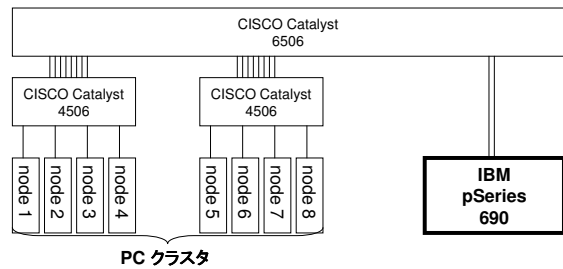 CISCO Catalyst
6506
CISCO Catalyst
4506
CISCO Catalyst
4506
node 1
node 2
node 3
node 4
node 5
node 6
node 7
node 8
IBM
pSeries
690
PC クラスタ